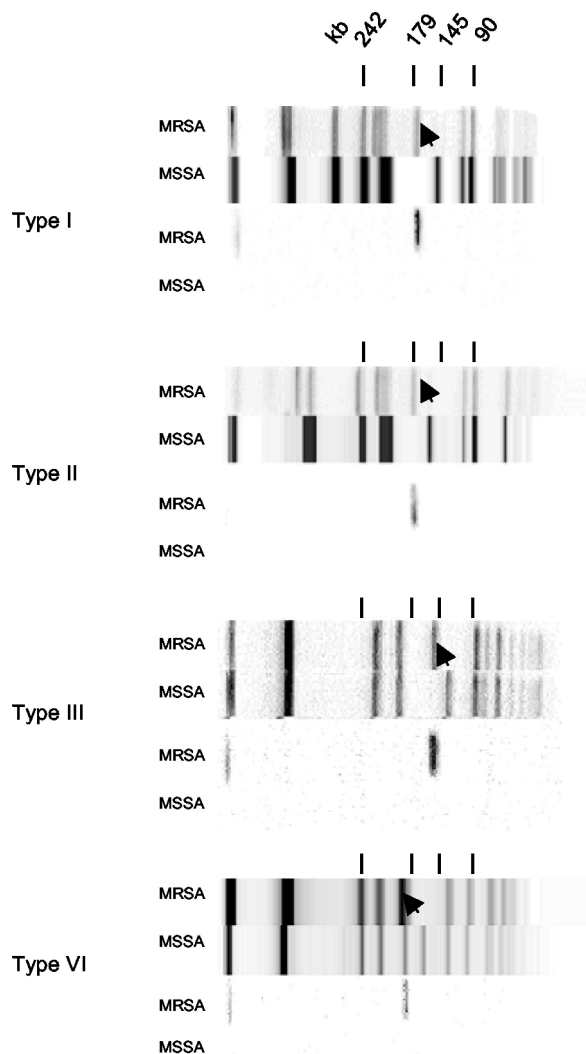 kb 242 179 145 90
MRSA
MSSA
Type I
MRSA
MSSA
MRSA
MSSA
Type II
MRSA
MSSA
MRSA
MSSA
Type III
MRSA
MSSA
MRSA
MSSA
Type VI
MRSA
MSSA